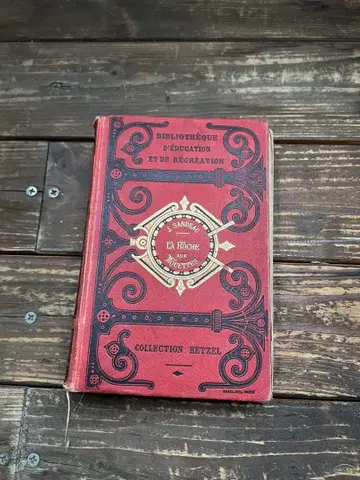 BIBLIOTHÈQUE
D'ÉDUCATION
ET DE RÉCRÉATION
J. SANDEAU
LA ROCHE
AUX
MOUETTES
COLLECTION HETZEL